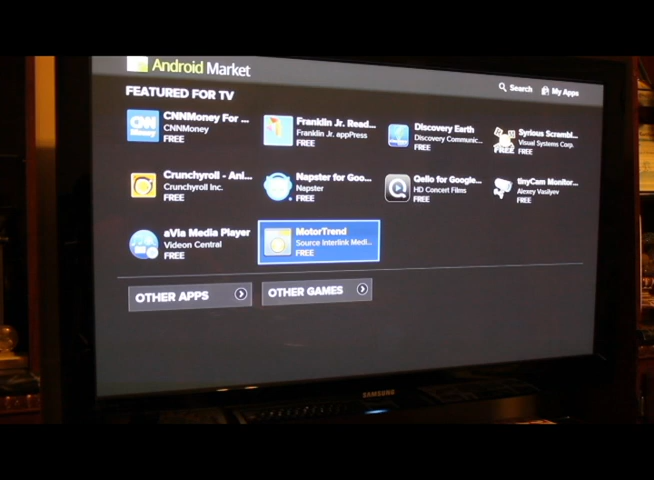 Android Market
Search
My Apps
FEATURED FOR TV
CNNMoney For ...
CNNMoney
FREE
Franklin Jr. Read...
Franklin Jr. appPress
FREE
Discovery Earth
Discovery Communic...
FREE
Syrious Scrambl...
Visual Systems Corp.
FREE
CNN
Money
FREE
Crunchyroll - Ani...
Crunchyroll Inc.
FREE
Napster for Goo...
Napster
FREE
Qello for Google...
HD Concert Films
FREE
tinyCam Monitor...
Alexey Vasilyev
FREE
aVia Media Player
Videon Central
FREE
MotorTrend
Source Interlink Medi...
FREE
OTHER APPS
OTHER GAMES
SAMSUNG